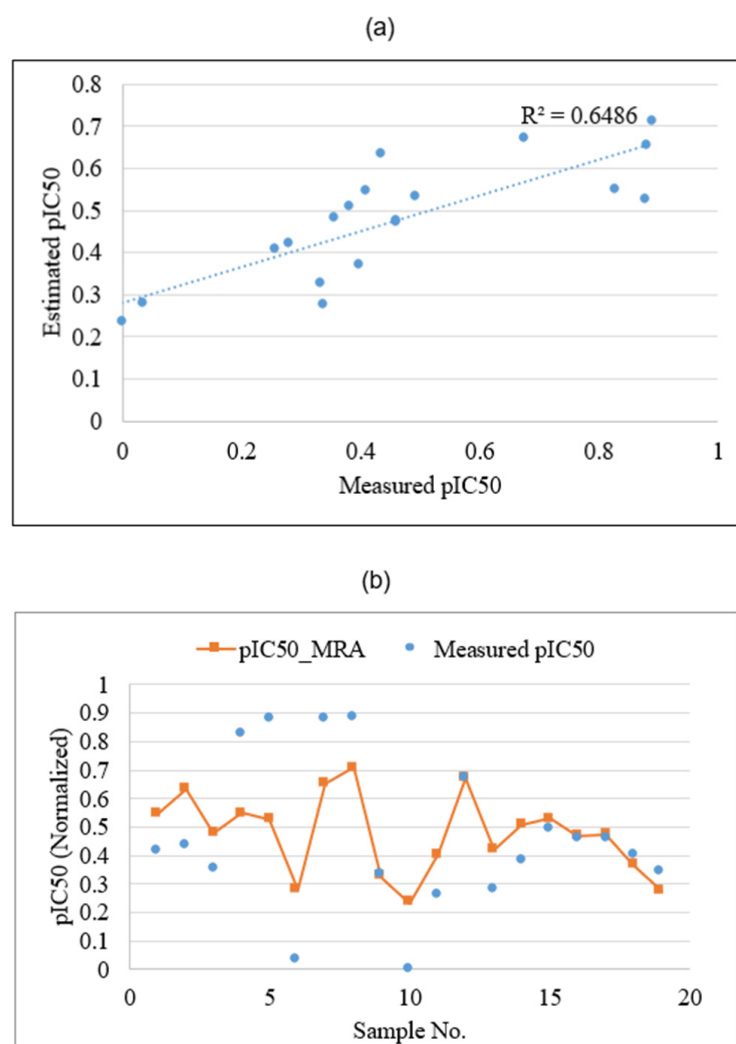 (a)
0.8
0.7
0.6
0.5
0.4
0.3
0.2
0.1
0
R² = 0.6486
Estimated pIC50
0 0.2 0.4 0.6 0.8 1
Measured pIC50
(b)
pIC50_MRA Measured pIC50
1
0.9
0.8
0.7
0.6
0.5
0.4
0.3
0.2
0.1
0
pIC50 (Normalized)
0 5 10 15 20
Sample No.